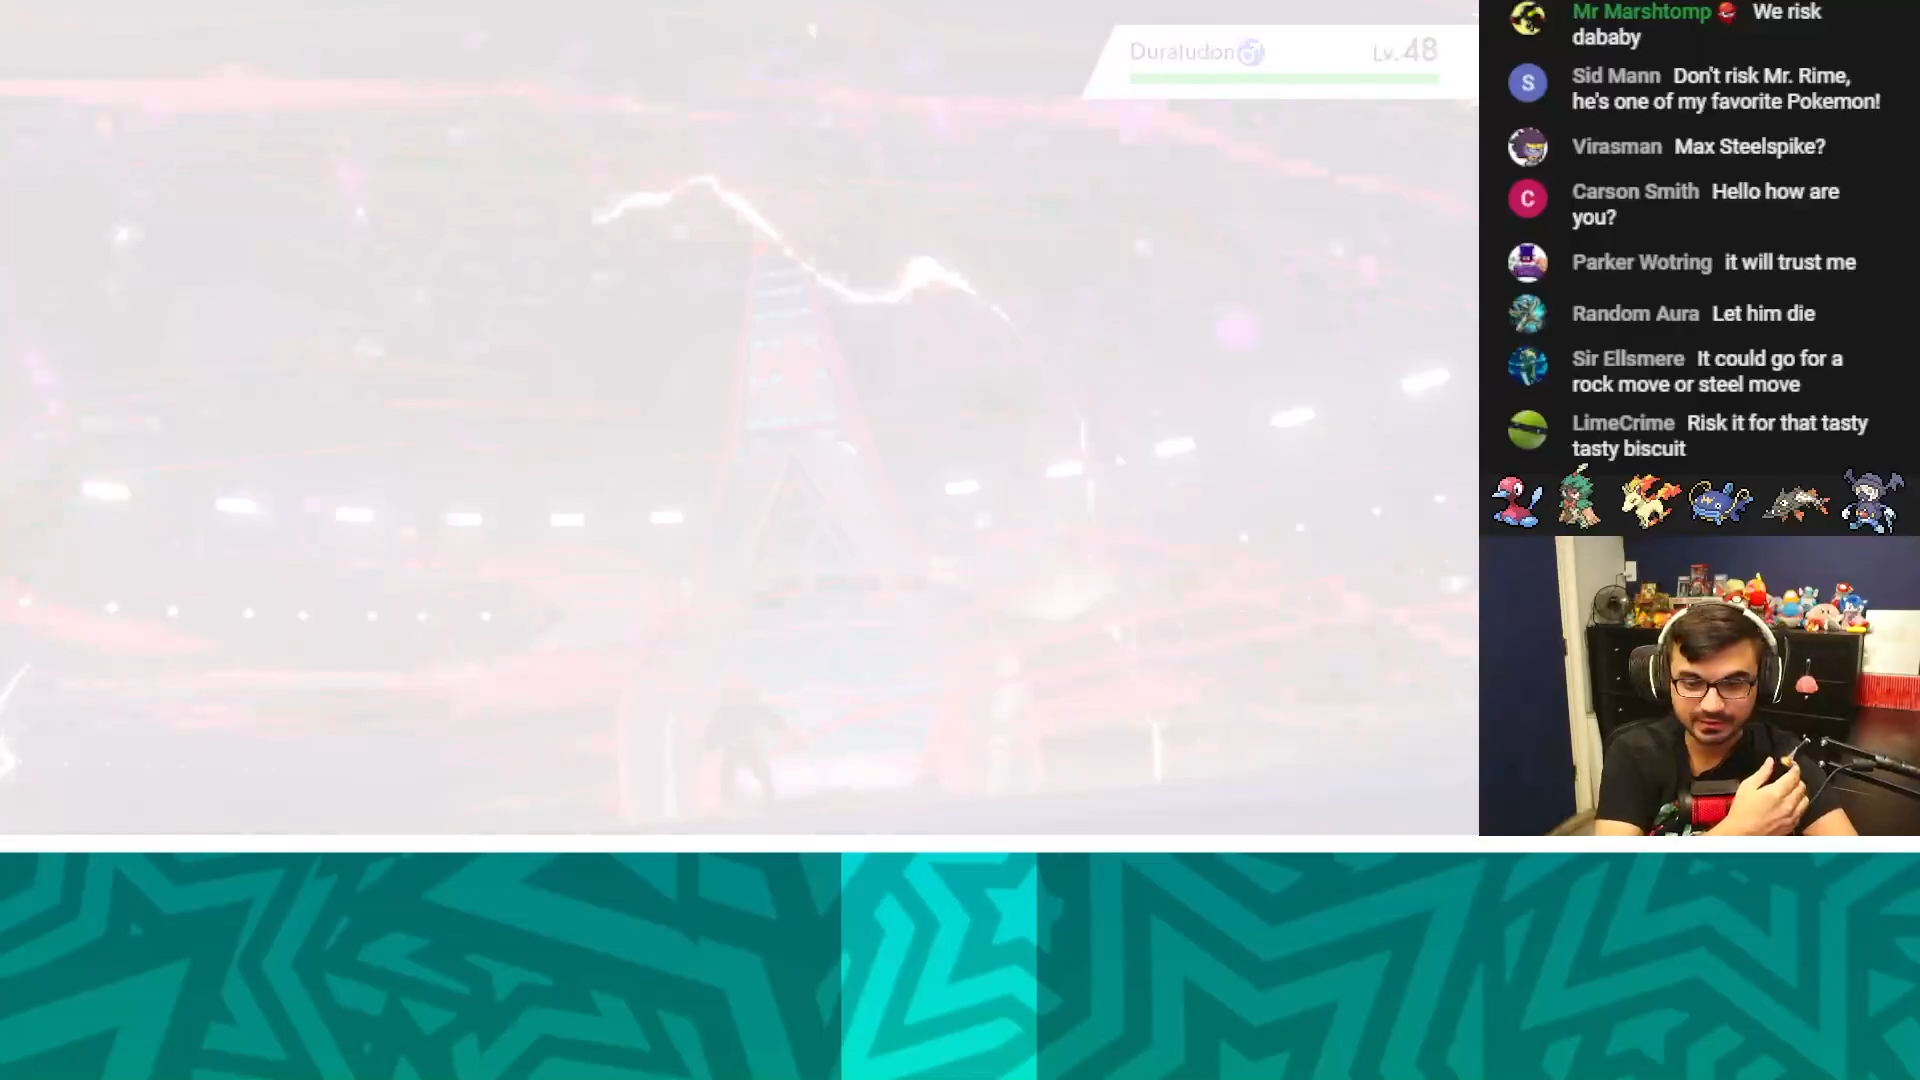 Duraludon Lv. 48
Mr Marshtomp We risk
dababy
S Sid Mann Don't risk Mr. Rime,
he's one of my favorite Pokemon!
Virasman Max Steelspike?
C Carson Smith Hello how are
you?
Parker Wotring it will trust me
Random Aura Let him die
Sir Ellsmere It could go for a
rock move or steel move
LimeCrime Risk it for that tasty
tasty biscuit